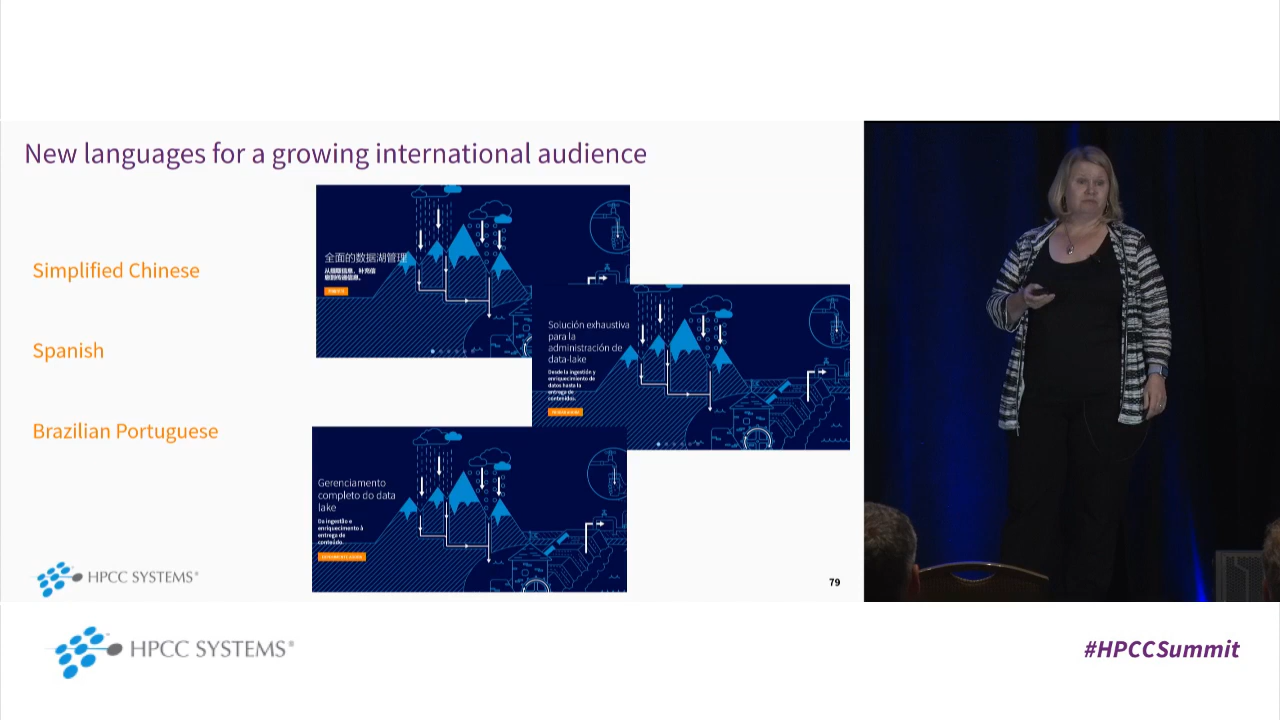 New languages for a growing international audience
Simplified Chinese
Spanish
Brazilian Portuguese
全面的数据湖管理
Solución exhaustiva
para la
administración de
data-lake
Desde la ingestión y
enriquecimiento de
datos hasta la
entrega de
contenidos.
Gerenciamento
completo do data
lake
Da ingestão e
enriquecimento à
entrega de
conteúdo.
HPCC SYSTEMS®
79
HPCC SYSTEMS®
#HPCCSummit